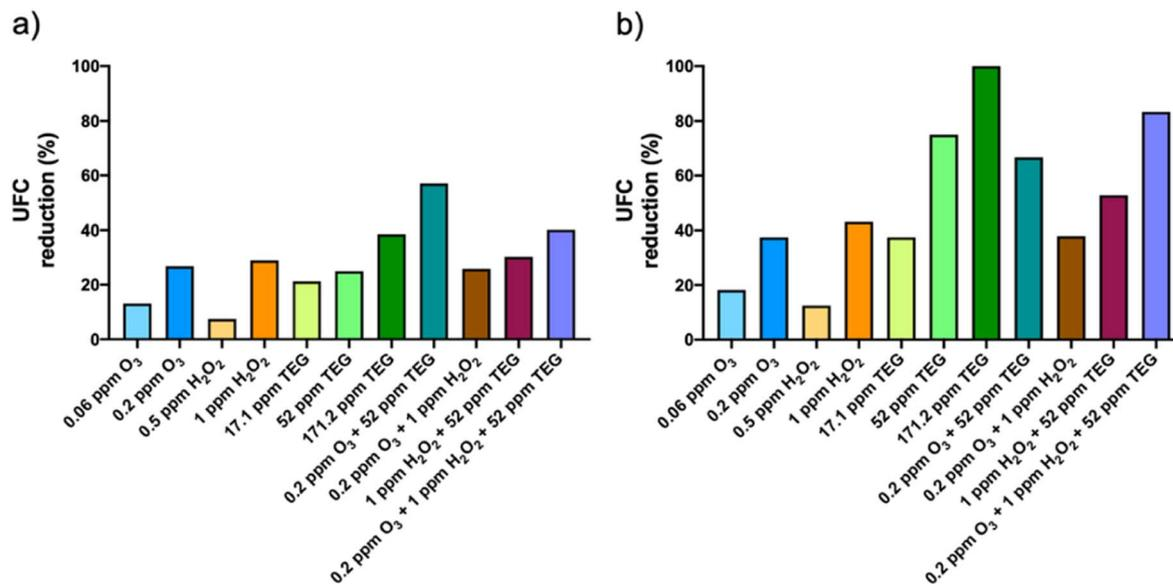 a)
UFC
reduction (%)
100
80
60
40
20
0
0.06 ppm O₃
0.2 ppm O₃
0.5 ppm H₂O₂
1 ppm H₂O₂
17.1 ppm TEG
52 ppm TEG
171.2 ppm TEG
0.2 ppm O₃ + 52 ppm TEG
0.2 ppm O₃ + 1 ppm H₂O₂
1 ppm H₂O₂ + 52 ppm TEG
0.2 ppm O₃ + 1 ppm H₂O₂ + 52 ppm TEG
b)
UFC
reduction (%)
100
80
60
40
20
0
0.06 ppm O₃
0.2 ppm O₃
0.5 ppm H₂O₂
1 ppm H₂O₂
17.1 ppm TEG
52 ppm TEG
171.2 ppm TEG
0.2 ppm O₃ + 52 ppm TEG
0.2 ppm O₃ + 1 ppm H₂O₂
1 ppm H₂O₂ + 52 ppm TEG
0.2 ppm O₃ + 1 ppm H₂O₂ + 52 ppm TEG